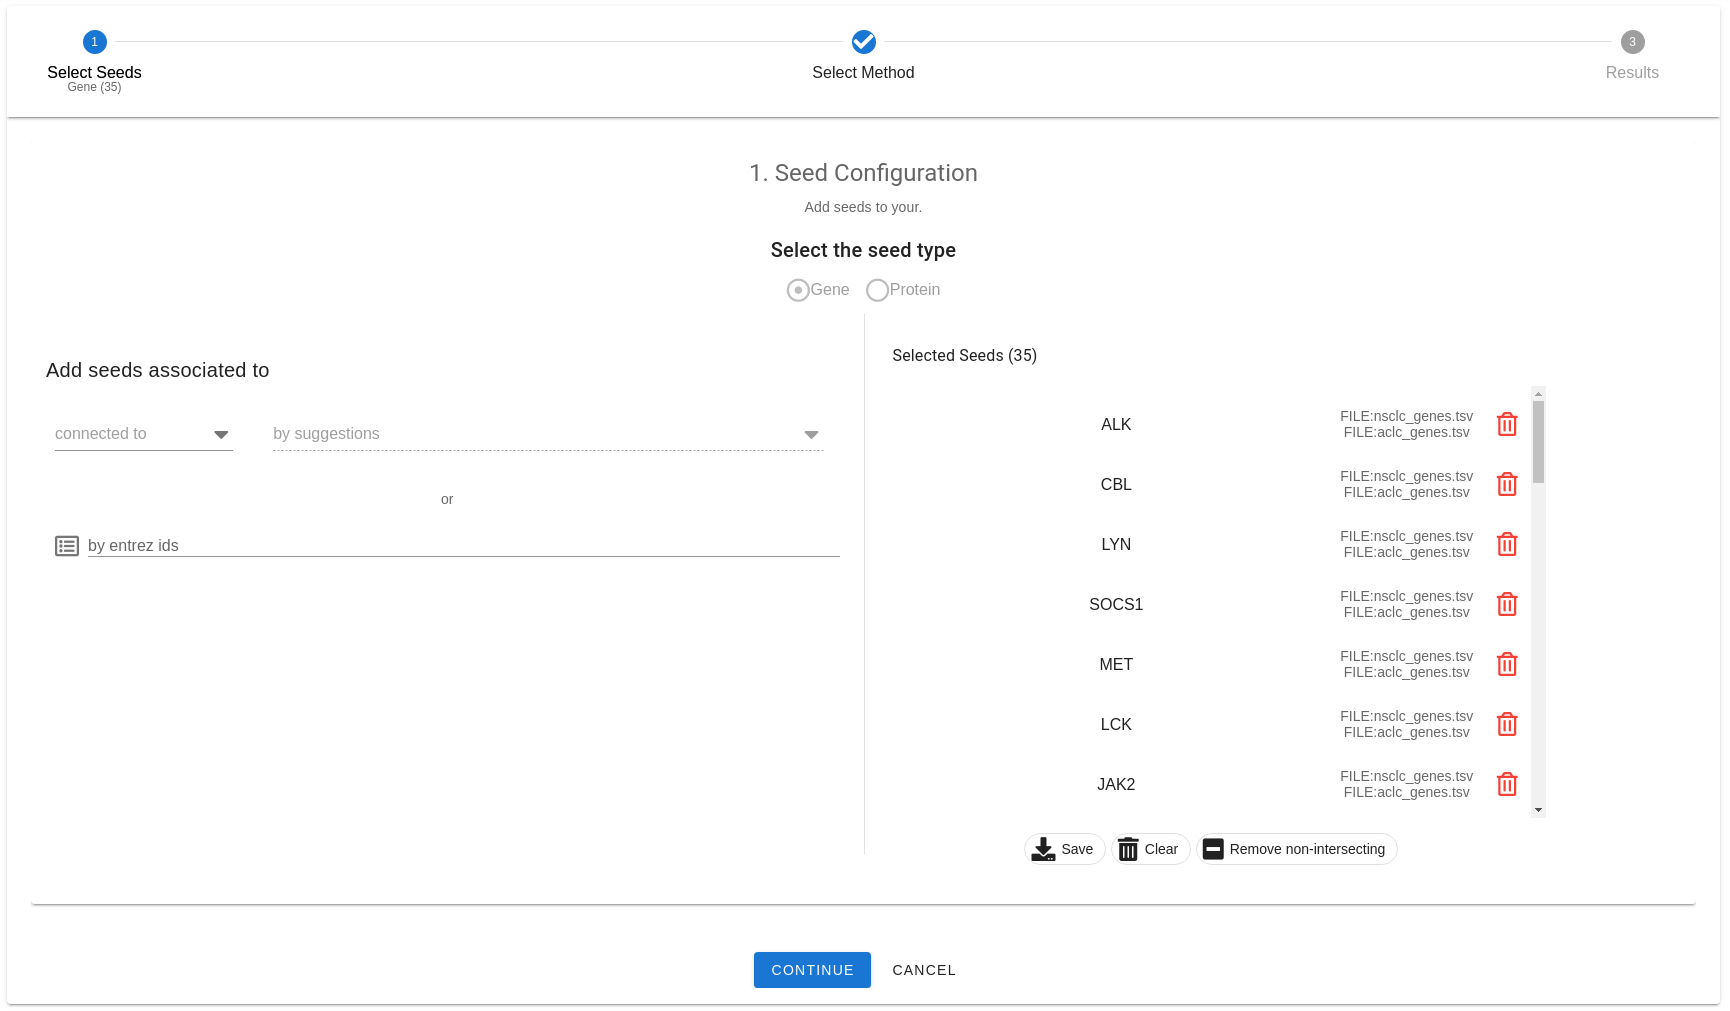 1
Select Seeds
Gene (35)
Select Method
3
Results
1. Seed Configuration
Add seeds to your.
Select the seed type
Gene
Protein
Add seeds associated to
connected to
by suggestions
or
by entrez ids
Selected Seeds (35)
ALK
FILE:nsclc_genes.tsv
FILE:aclc_genes.tsv
CBL
FILE:nsclc_genes.tsv
FILE:aclc_genes.tsv
LYN
FILE:nsclc_genes.tsv
FILE:aclc_genes.tsv
SOCS1
FILE:nsclc_genes.tsv
FILE:aclc_genes.tsv
MET
FILE:nsclc_genes.tsv
FILE:aclc_genes.tsv
LCK
FILE:nsclc_genes.tsv
FILE:aclc_genes.tsv
JAK2
FILE:nsclc_genes.tsv
FILE:aclc_genes.tsv
Save
Clear
Remove non-intersecting
CONTINUE
CANCEL